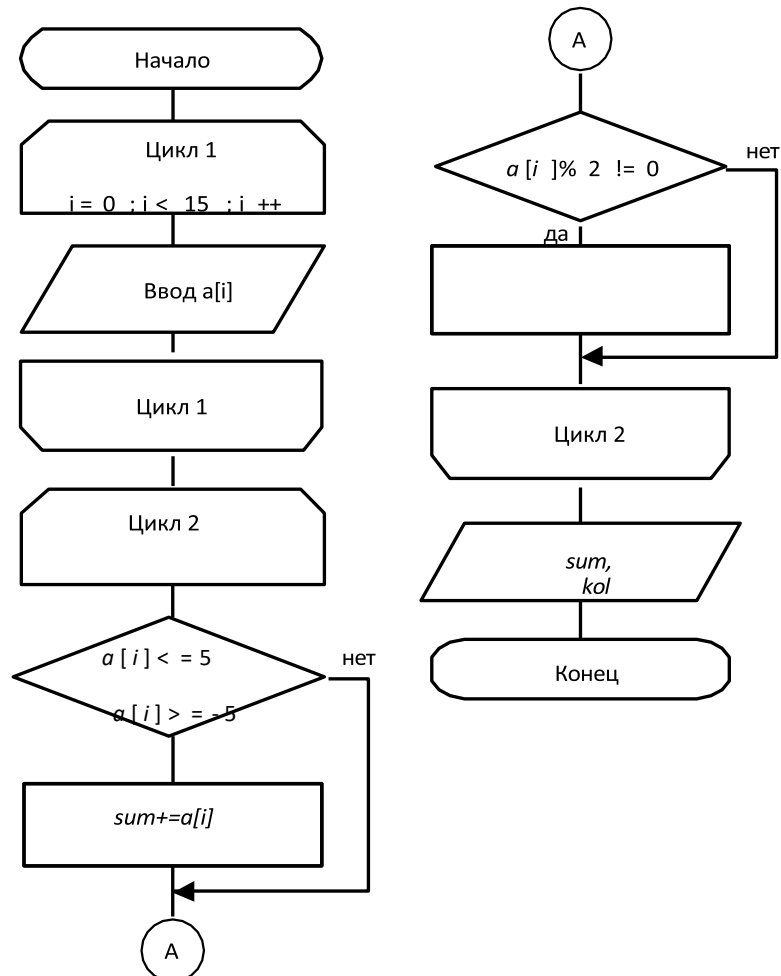 Начало
Цикл 1
i = 0 ; i < 15 ; i ++
Ввод a[i]
Цикл 1
Цикл 2
a [ i ] < = 5
нет
a [ i ] > = - 5
sum+=a[i]
A
A
a [i ]% 2 != 0
нет
да
Цикл 2
sum,
kol
Конец